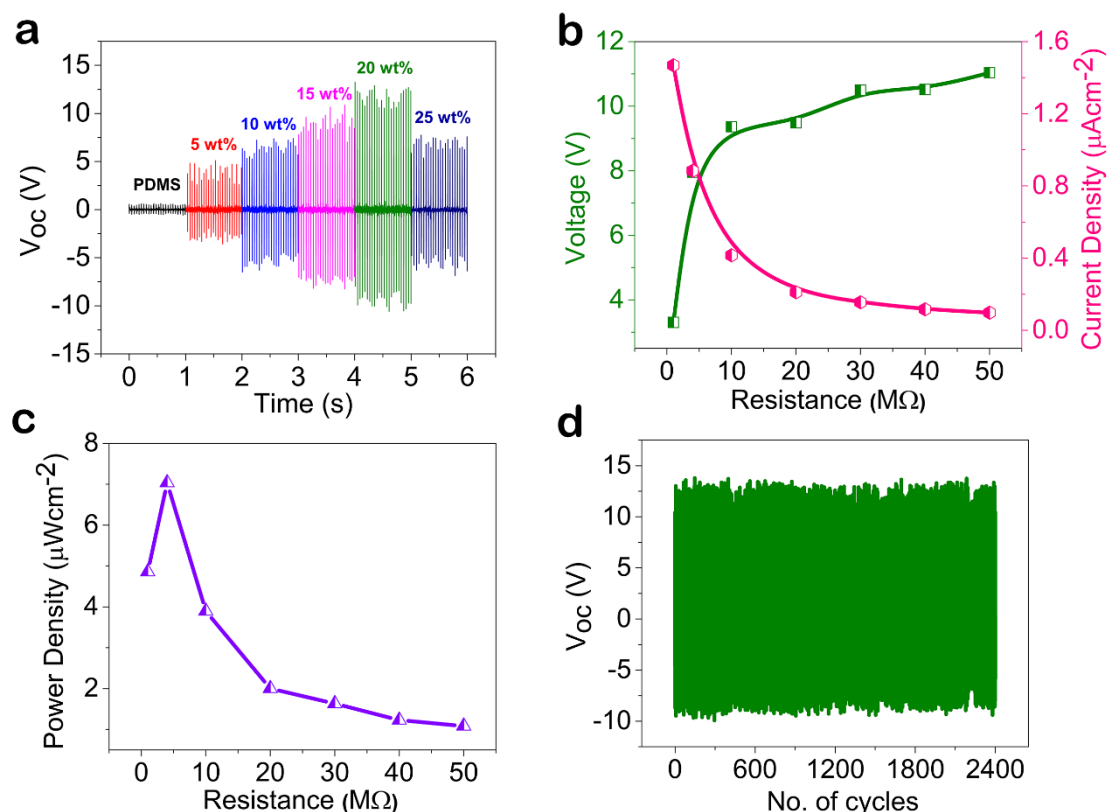 a
15
10
5
0
-5
-10
-15
Voc (V)
PDMS
5 wt%
10 wt%
15 wt%
20 wt%
25 wt%
0 1 2 3 4 5 6
Time (s)
b
12
10
8
6
4
Voltage (V)
1.6
1.2
0.8
0.4
0.0
Current Density (μAcm-2)
0 10 20 30 40 50
Resistance (MΩ)
c
8
6
4
2
Power Density (μWcm-2)
0 10 20 30 40 50
Resistance (MΩ)
d
15
10
5
0
-5
-10
Voc (V)
0 600 1200 1800 2400
No. of cycles